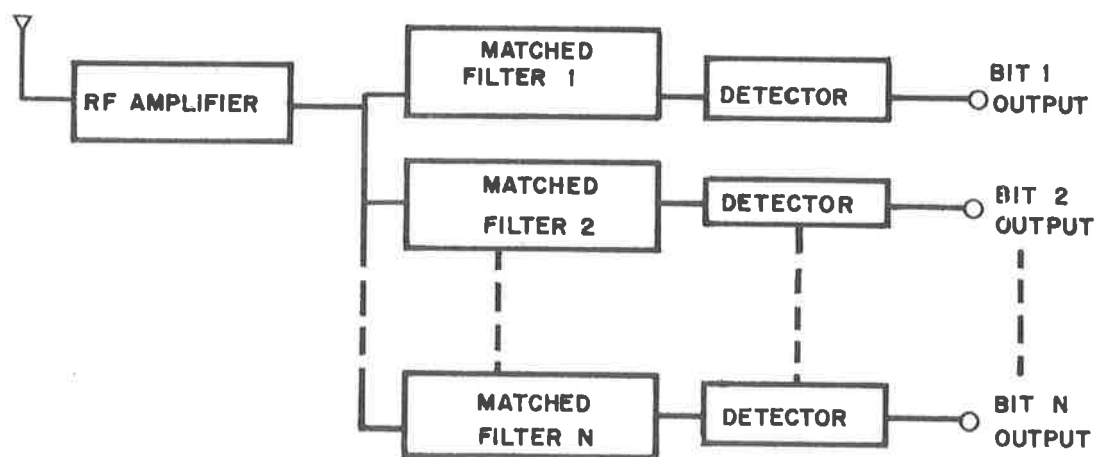 RF AMPLIFIER
MATCHED
FILTER 1
DETECTOR
BIT 1
OUTPUT
MATCHED
FILTER 2
DETECTOR
BIT 2
OUTPUT
MATCHED
FILTER N
DETECTOR
BIT N
OUTPUT